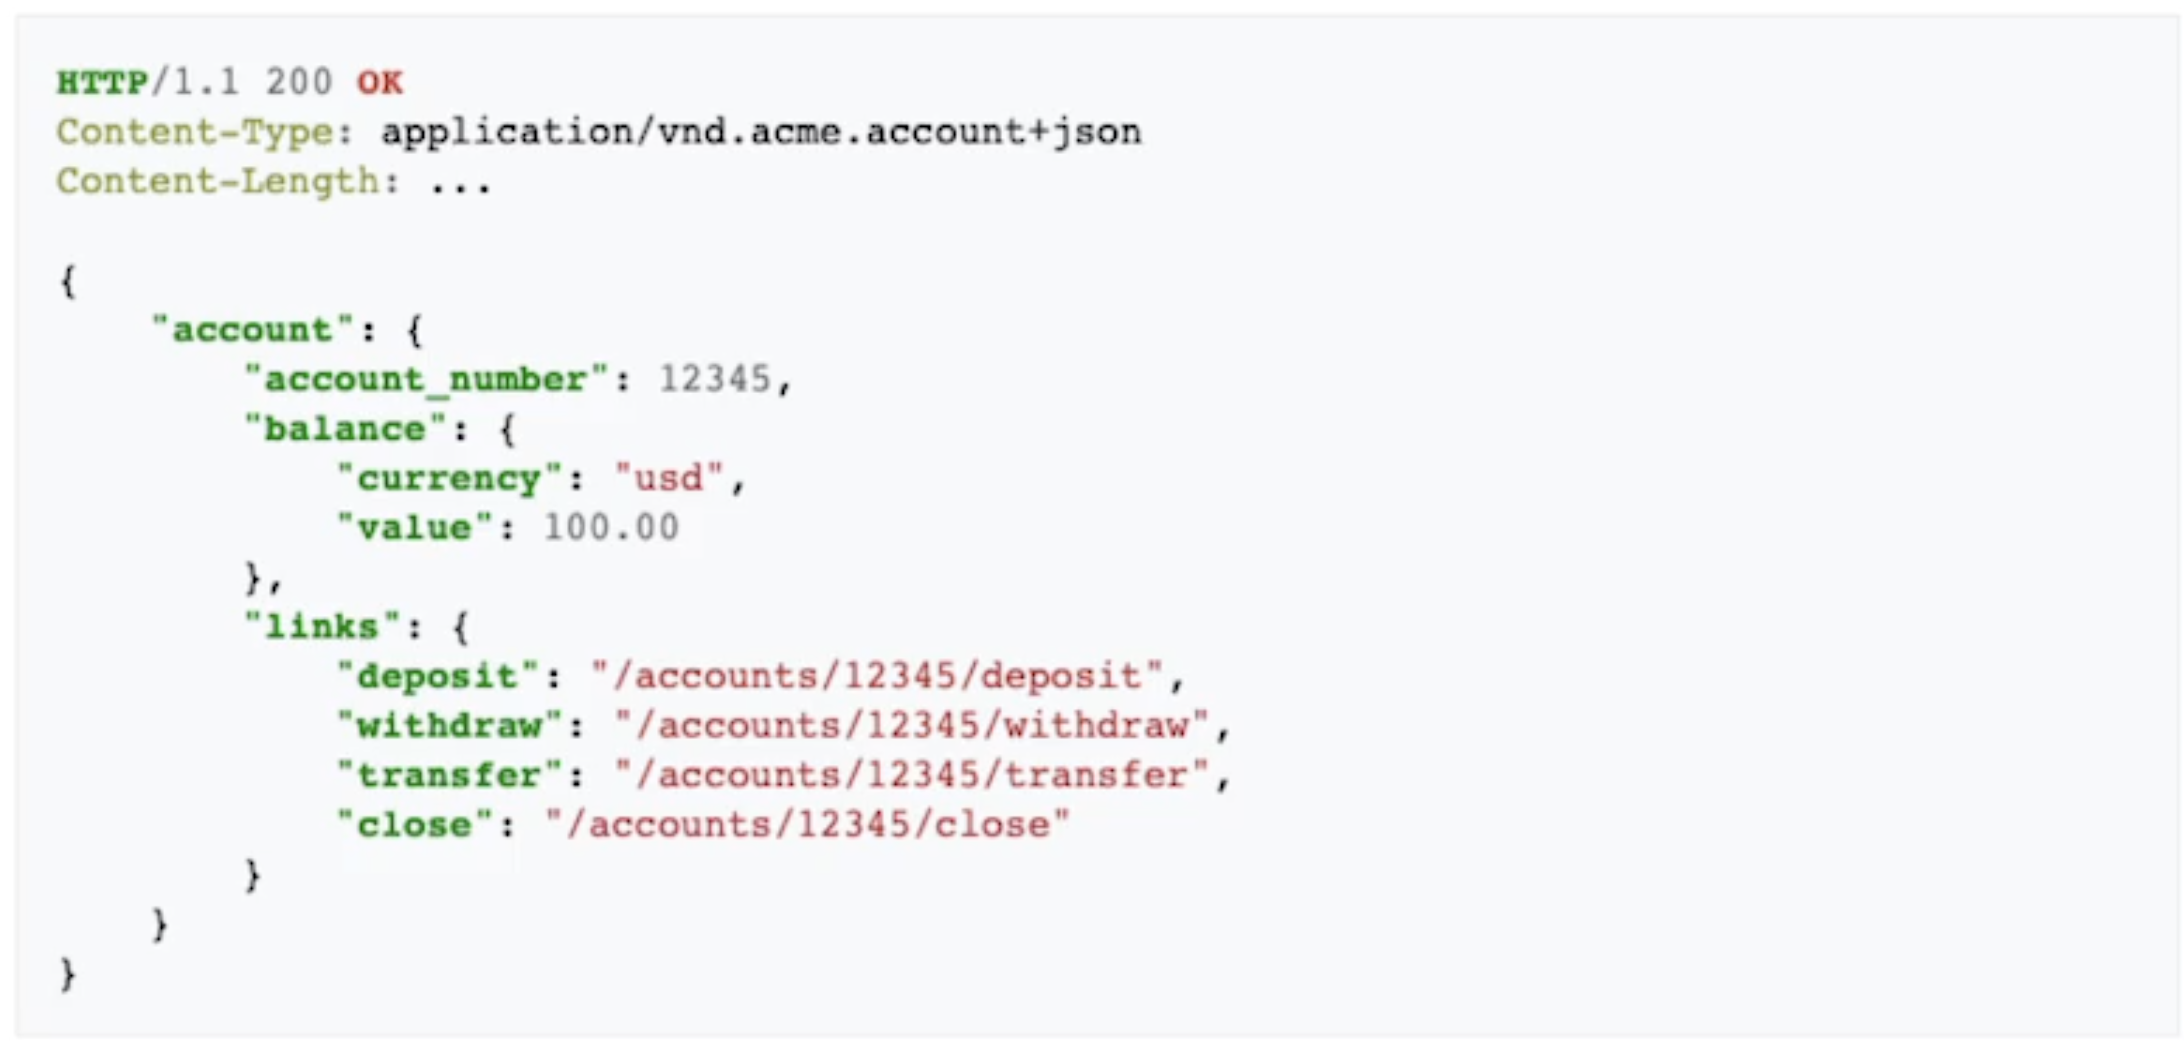 HTTP/1.1 200 OK
Content-Type: application/vnd.acme.account+json
Content-Length: ...

{
    "account": {
        "account_number": 12345,
        "balance": {
            "currency": "usd",
            "value": 100.00
        },
        "links": {
            "deposit": "/accounts/12345/deposit",
            "withdraw": "/accounts/12345/withdraw",
            "transfer": "/accounts/12345/transfer",
            "close": "/accounts/12345/close"
        }
    }
}